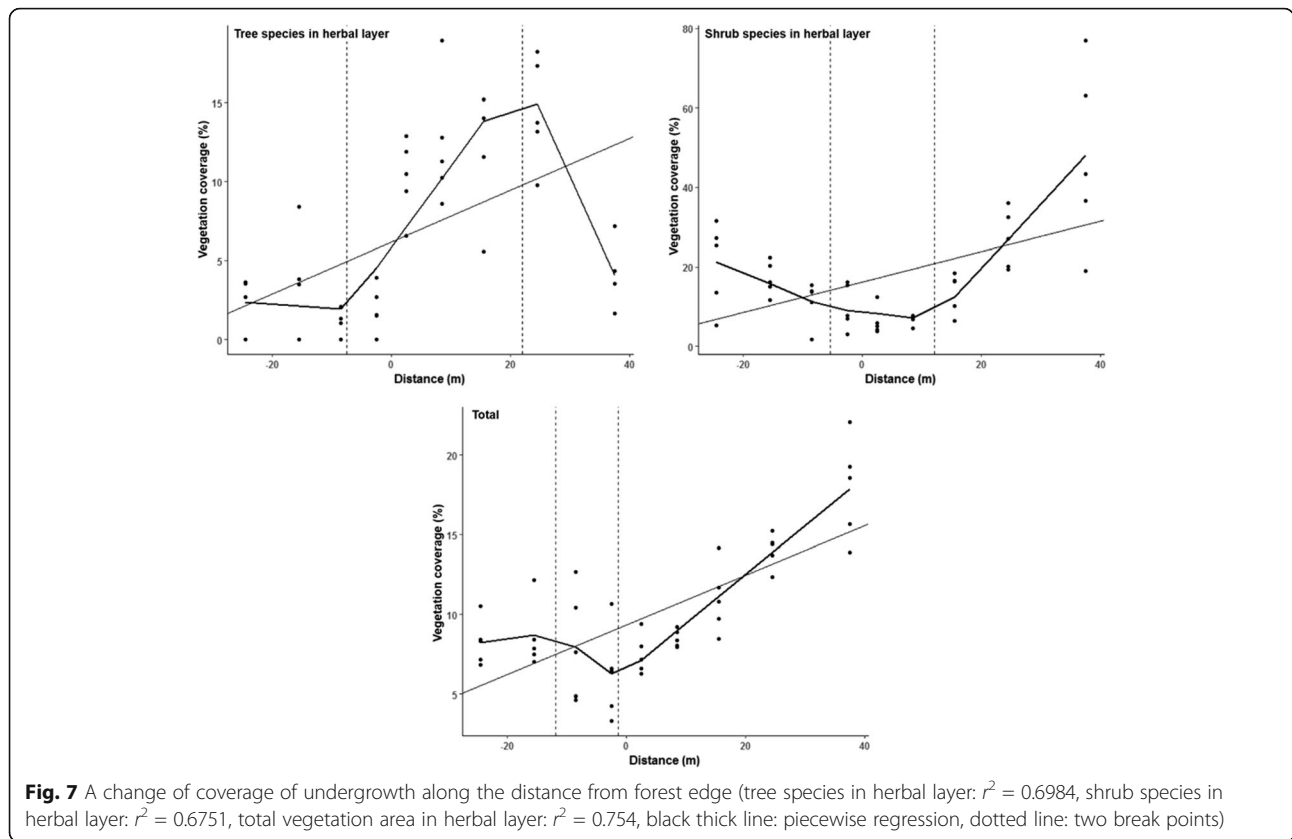 Tree species in herbal layer
Vegetation coverage (%)
15
10
5
0
-20
0
20
40
Distance (m)
Shrub species in herbal layer
Vegetation coverage (%)
80
60
40
20
0
-20
0
20
40
Distance (m)
Total
Vegetation coverage (%)
20
15
10
5
-20
0
20
40
Distance (m)
Fig. 7 A change of coverage of undergrowth along the distance from forest edge (tree species in herbal layer: r² = 0.6984, shrub species in
herbal layer: r² = 0.6751, total vegetation area in herbal layer: r² = 0.754, black thick line: piecewise regression, dotted line: two break points)